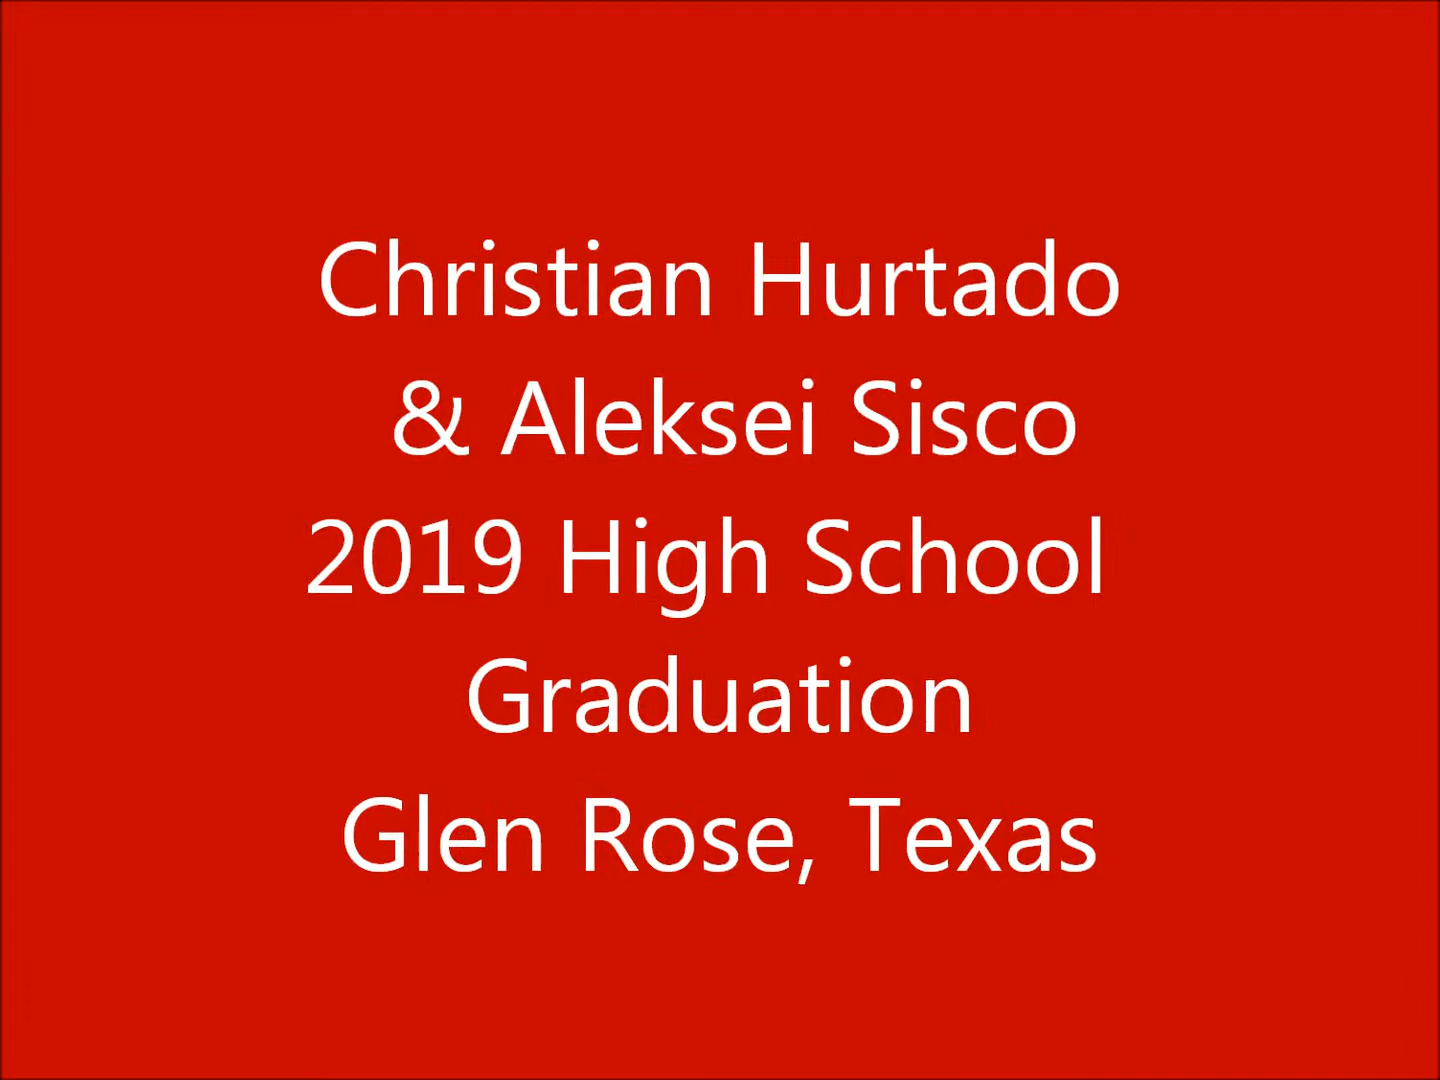 Christian Hurtado
& Aleksei Sisco
2019 High School
Graduation
Glen Rose, Texas